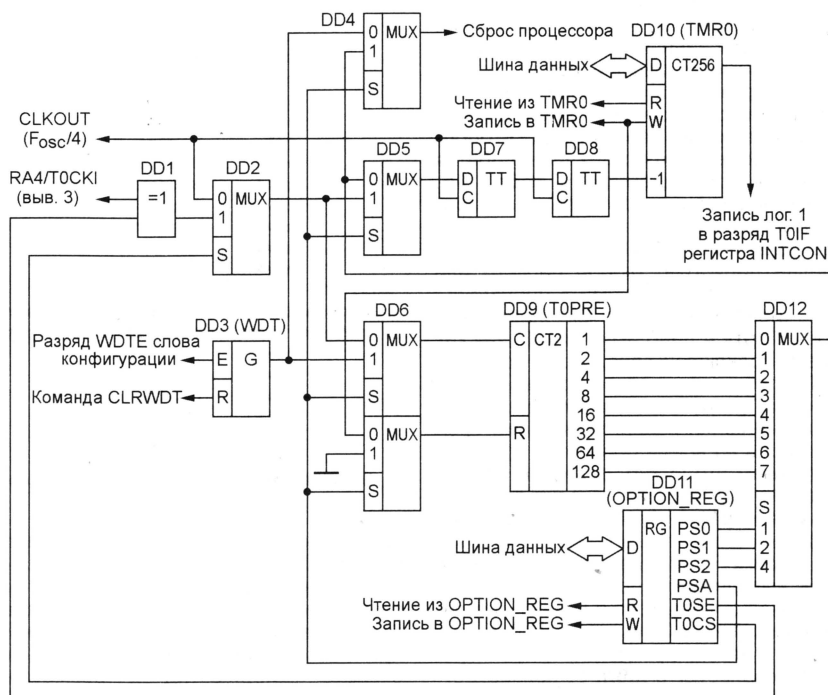 DD4
0 MUX
1
S
Сброс процессора
DD10 (TMR0)
Шина данных
D CT256
Чтение из TMR0
R
Запись в TMR0
W
-1
CLKOUT
(Fosc/4)
DD1
=1
RA4/T0CKI
(выв. 3)
DD2
0 MUX
1
S
DD5
0 MUX
1
S
DD7
D TT
C
DD8
D TT
C
Запись лог. 1
в разряд T0IF
регистра INTCON
DD3 (WDT)
Разряд WDTE слова
конфигурации
E G
Команда CLRWDT
R
DD6
0 MUX
1
S
0 MUX
1
S
DD9 (T0PRE)
C CT2
R
1
2
4
8
16
32
64
128
DD12
0 MUX
1
2
3
4
5
6
7
S
1
2
4
DD11
(OPTION_REG)
Шина данных
D RG
PS0
PS1
PS2
PSA
Чтение из OPTION_REG
R
T0SE
Запись в OPTION_REG
W
T0CS